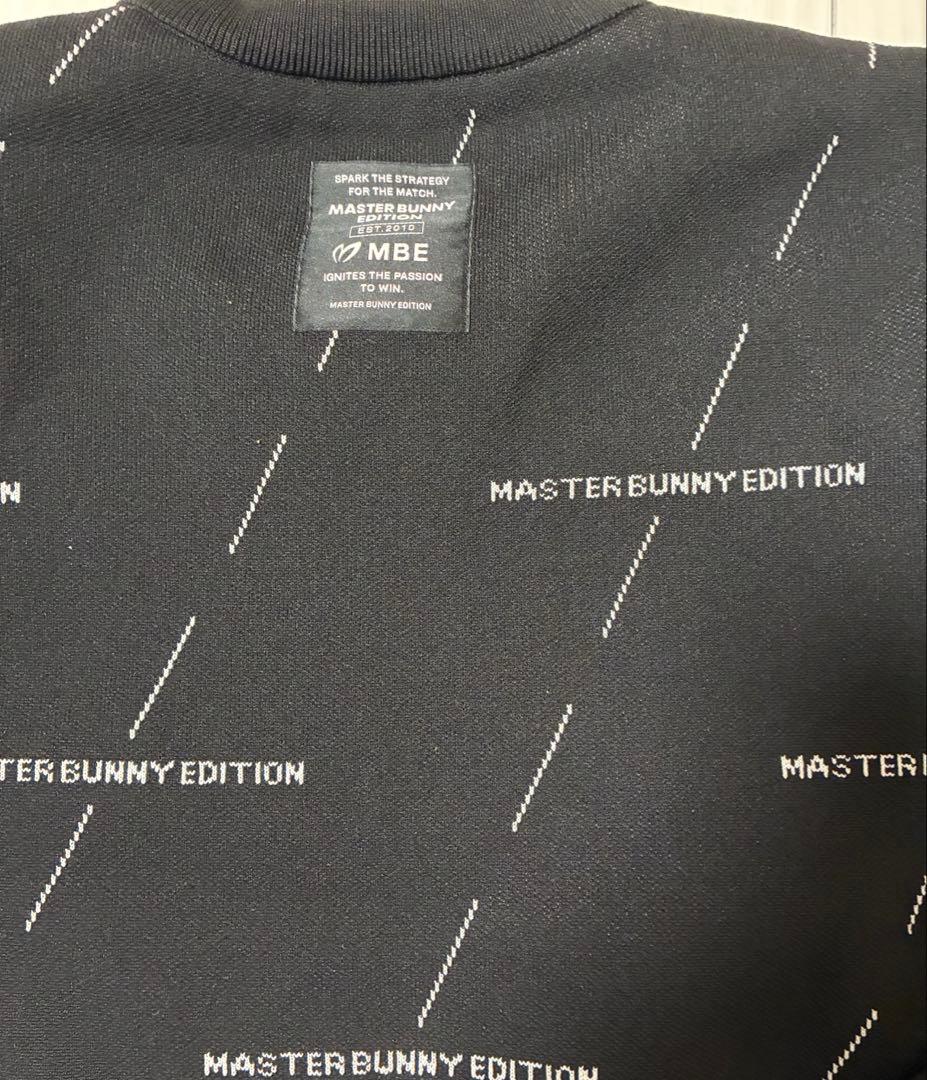 SPARK THE STRATEGY
FOR THE MATCH.
MASTER BUNNY
EDITION
EST.2010
MBE
IGNITES THE PASSION
TO WIN.
MASTER BUNNY EDITION
MASTER BUNNY EDITION
N
TER BUNNY EDITION
MASTER
MASTER BUNNY EDITION